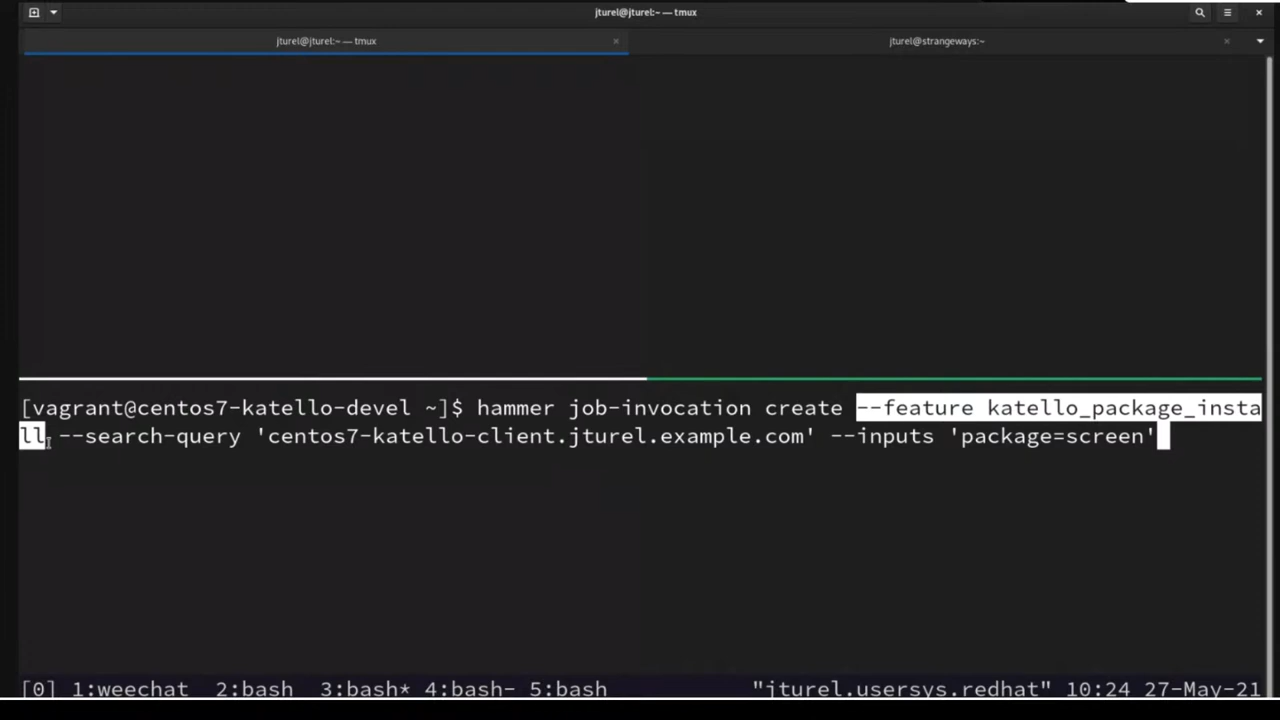 jturel@jturel:~ — tmux
jturel@jturel:~ — tmux × jturel@strangeways:~ ×
[vagrant@centos7-katello-devel ~]$ hammer job-invocation create --feature katello_package_insta
ll --search-query 'centos7-katello-client.jturel.example.com' --inputs 'package=screen'
[0] 1:weechat 2:bash 3:bash* 4:bash- 5:bash "jturel.usersys.redhat" 10:24 27-May-21